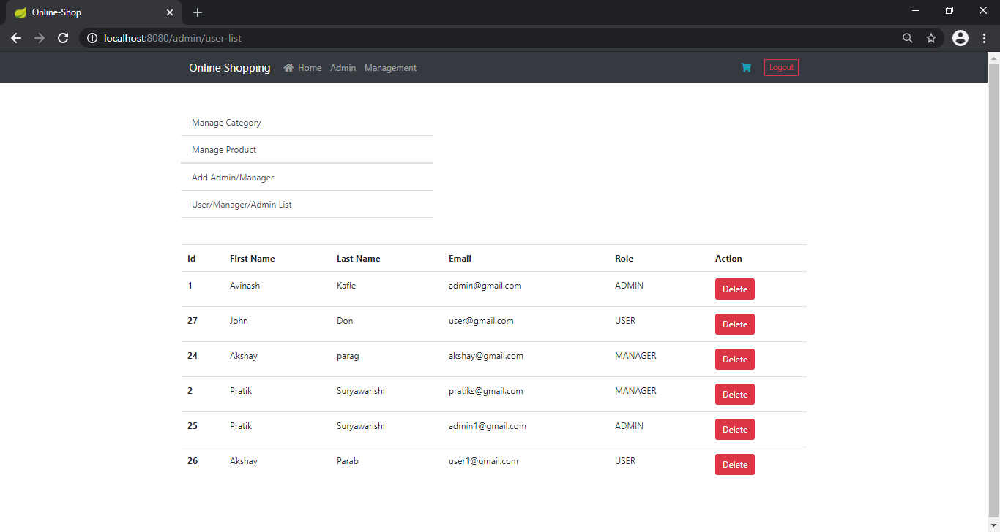 Online-Shop
localhost:8080/admin/user-list
Online Shopping Home Admin Management Logout
Manage Category
Manage Product
Add Admin/Manager
User/Manager/Admin List
Id First Name Last Name Email Role Action
1 Avinash Kafle admin@gmail.com ADMIN Delete
27 John Don user@gmail.com USER Delete
24 Akshay parag akshay@gmail.com MANAGER Delete
2 Pratik Suryawanshi pratiks@gmail.com MANAGER Delete
25 Pratik Suryawanshi admin1@gmail.com ADMIN Delete
26 Akshay Parab user1@gmail.com USER Delete